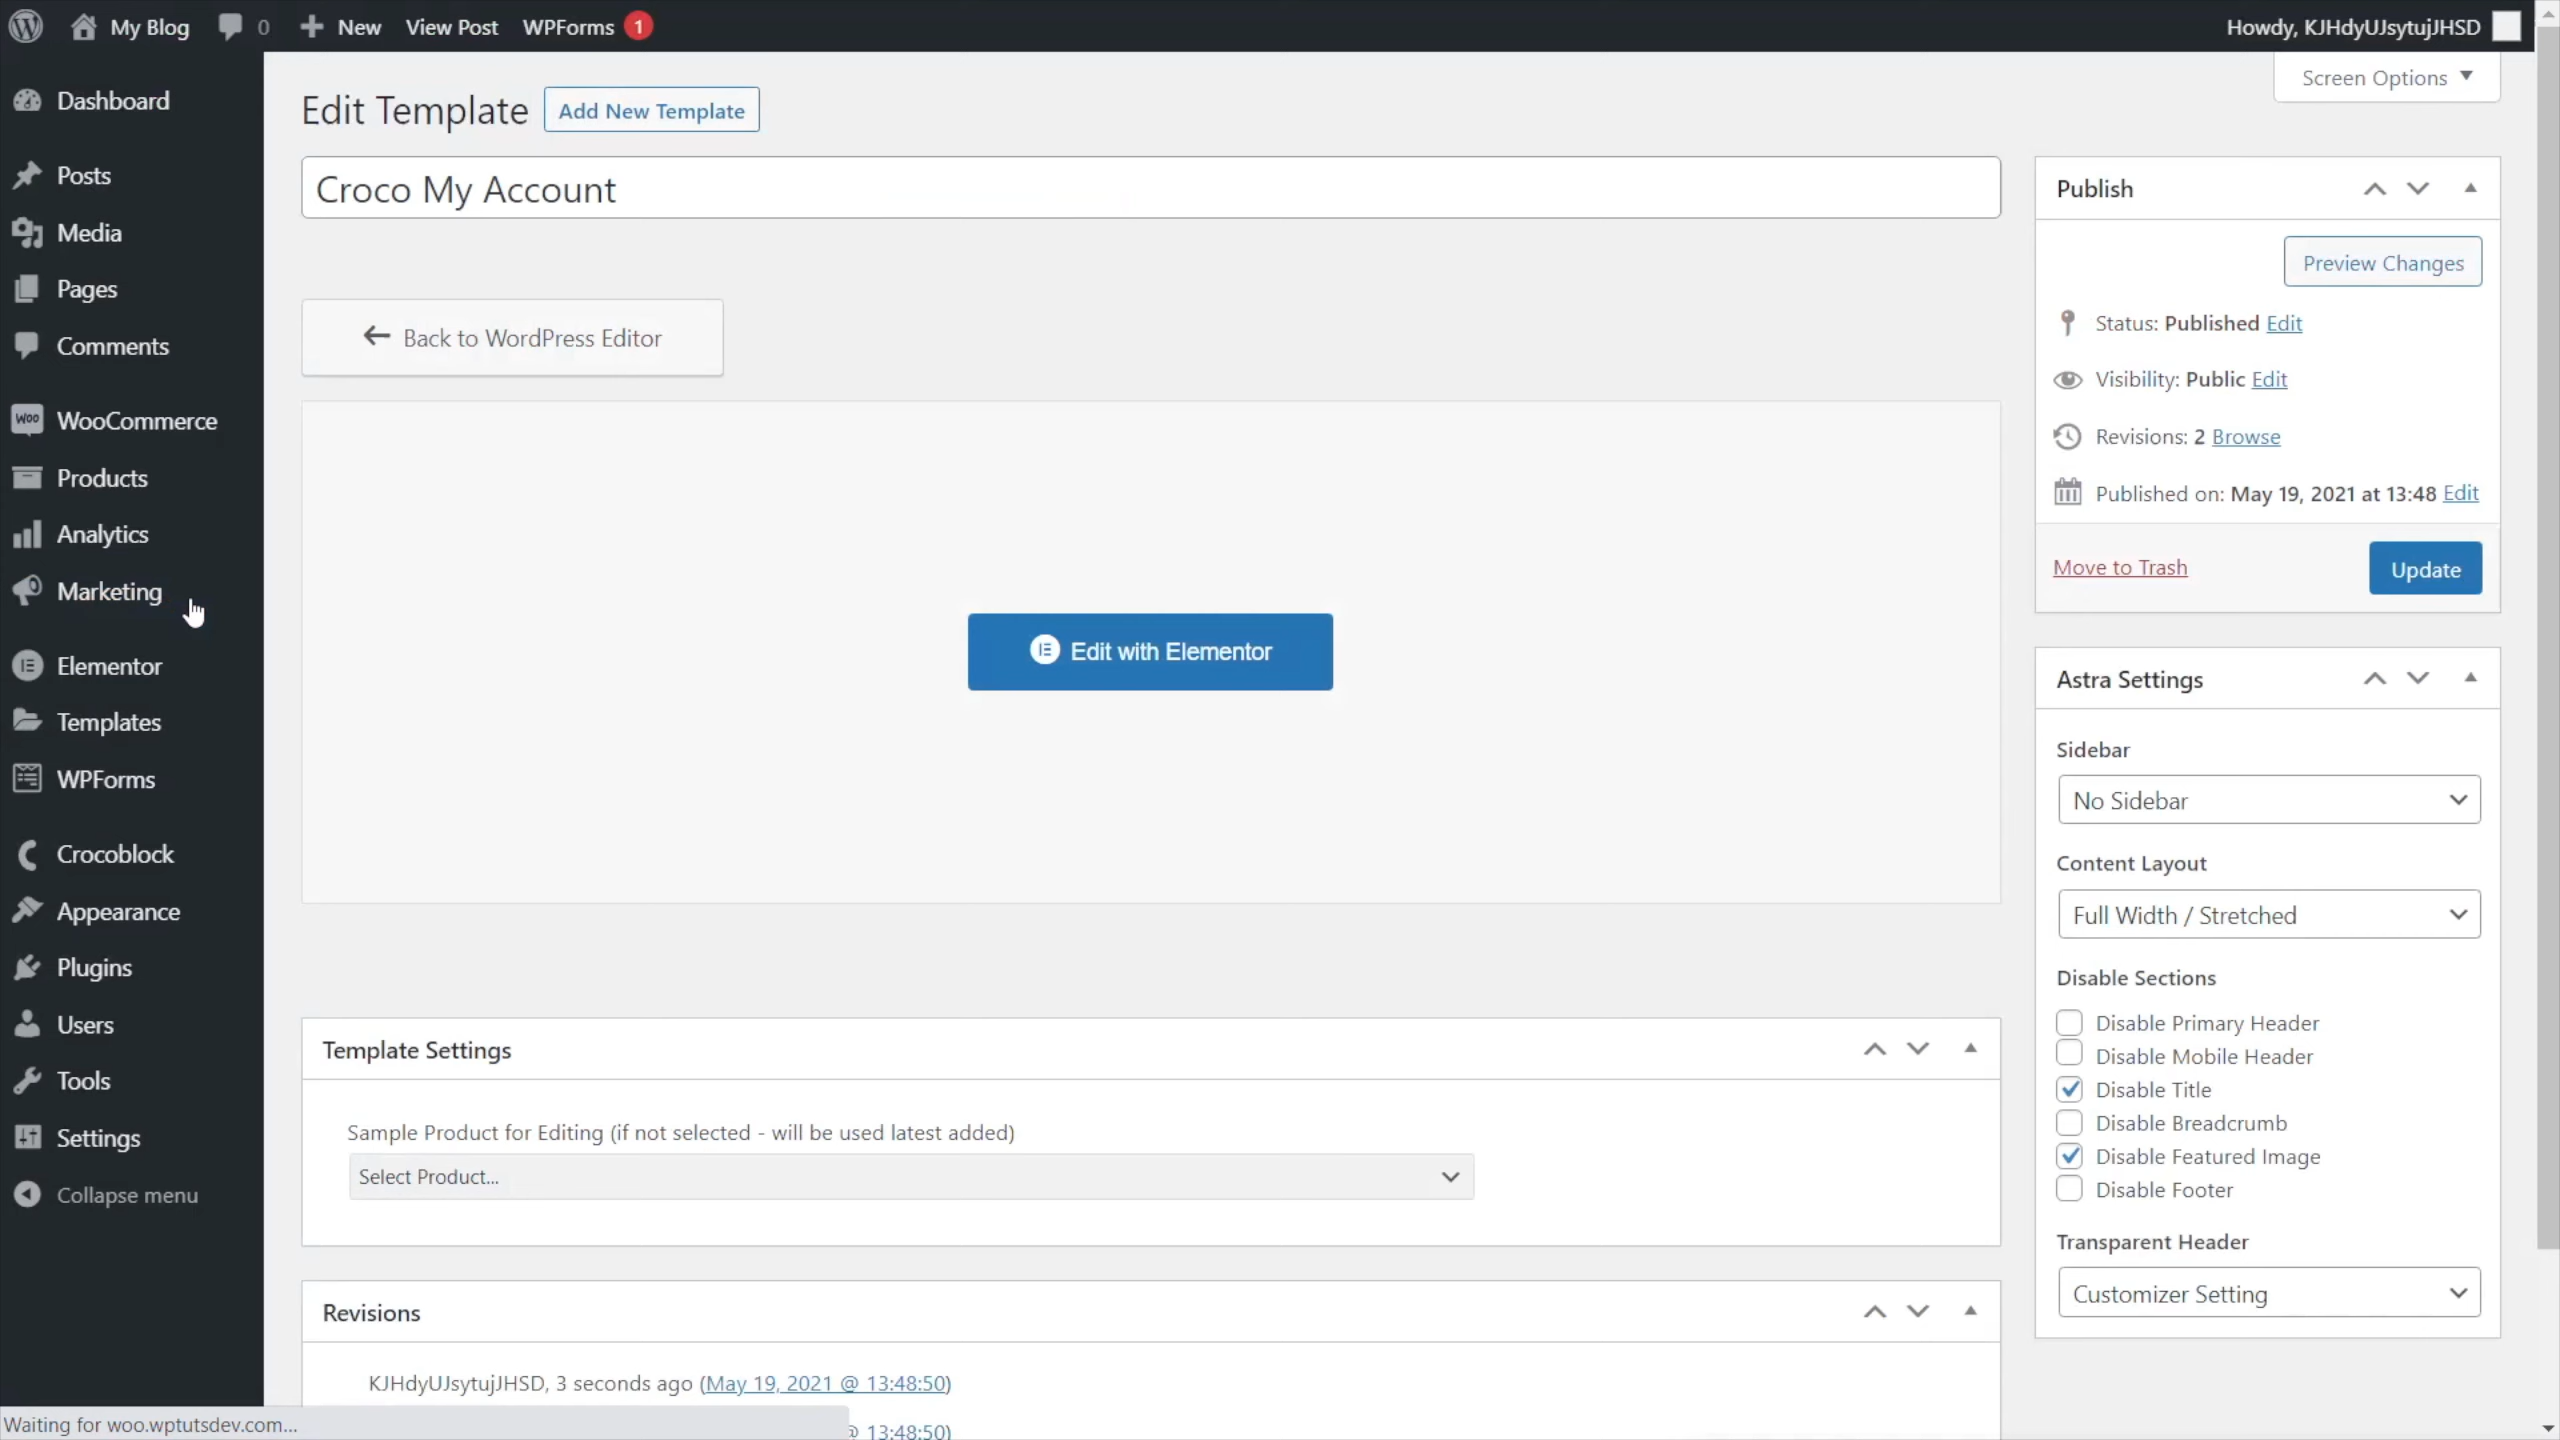 My Blog
0
New
View Post
WPForms
1
Howdy, KJHdyUJsytujJHSD
Screen Options
Dashboard
Posts
Media
Pages
Comments
Woo
WooCommerce
Products
Analytics
Marketing
Elementor
Templates
WPForms
Crocoblock
Appearance
Plugins
Users
Tools
Settings
Collapse menu
Edit Template
Add New Template
Croco My Account
Back to WordPress Editor
Edit with Elementor
Template Settings
Sample Product for Editing (if not selected - will be used latest added)
Select Product...
Revisions
KJHdyUJsytujJHSD, 3 seconds ago (May 19, 2021 @ 13:48:50)
13:48:50)
Publish
Preview Changes
Status: Published Edit
Visibility: Public Edit
Revisions: 2 Browse
Published on: May 19, 2021 at 13:48 Edit
Move to Trash
Update
Astra Settings
Sidebar
No Sidebar
Content Layout
Full Width / Stretched
Disable Sections
Disable Primary Header
Disable Mobile Header
Disable Title
Disable Breadcrumb
Disable Featured Image
Disable Footer
Transparent Header
Customizer Setting
Waiting for woo.wptutsdev.com...